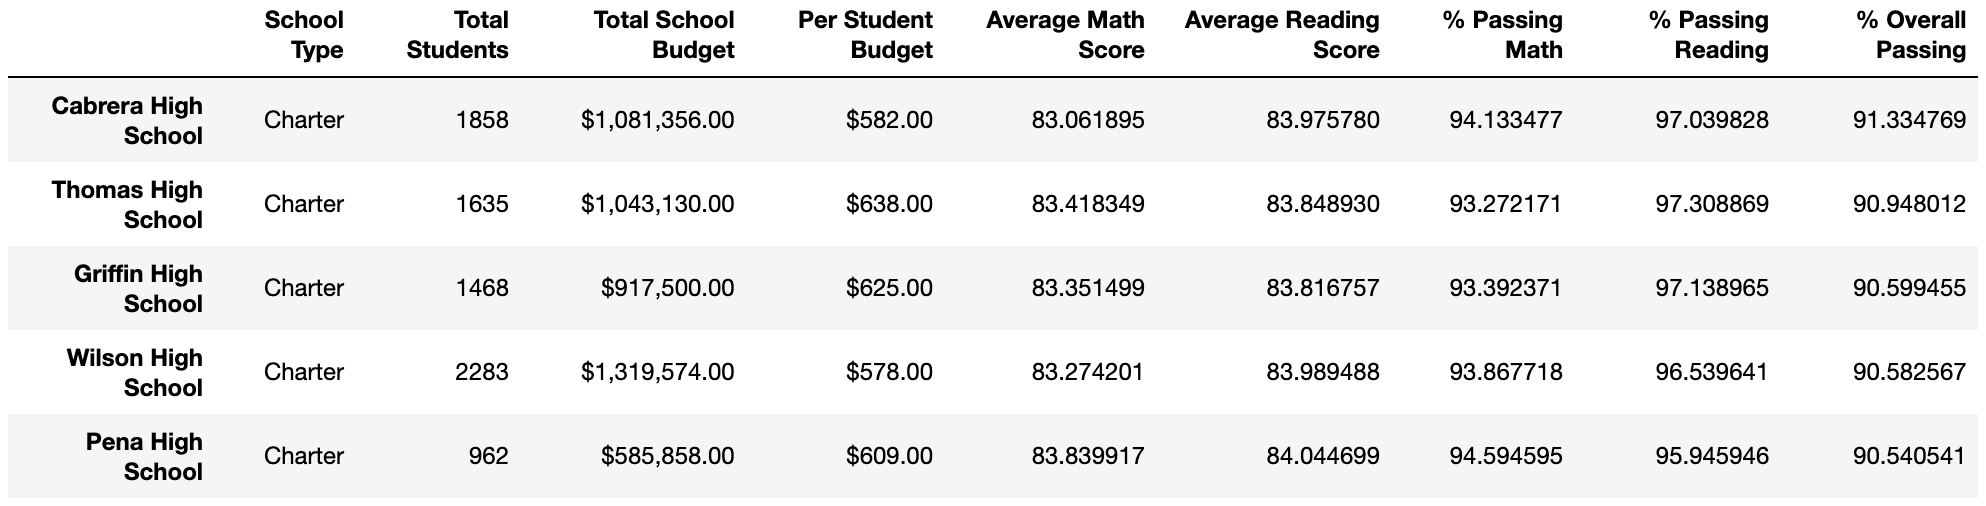 School Type Total Students Total School Budget Per Student Budget Average Math Score Average Reading Score % Passing Math % Passing Reading % Overall Passing
Cabrera High School Charter 1858 $1,081,356.00 $582.00 83.061895 83.975780 94.133477 97.039828 91.334769
Thomas High School Charter 1635 $1,043,130.00 $638.00 83.418349 83.848930 93.272171 97.308869 90.948012
Griffin High School Charter 1468 $917,500.00 $625.00 83.351499 83.816757 93.392371 97.138965 90.599455
Wilson High School Charter 2283 $1,319,574.00 $578.00 83.274201 83.989488 93.867718 96.539641 90.582567
Pena High School Charter 962 $585,858.00 $609.00 83.839917 84.044699 94.594595 95.945946 90.540541